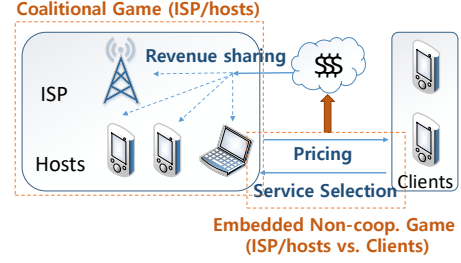 Coalitional Game (ISP/hosts)
Revenue sharing
$$$
ISP
Hosts
Pricing
Service Selection
Clients
Embedded Non-coop. Game
(ISP/hosts vs. Clients)